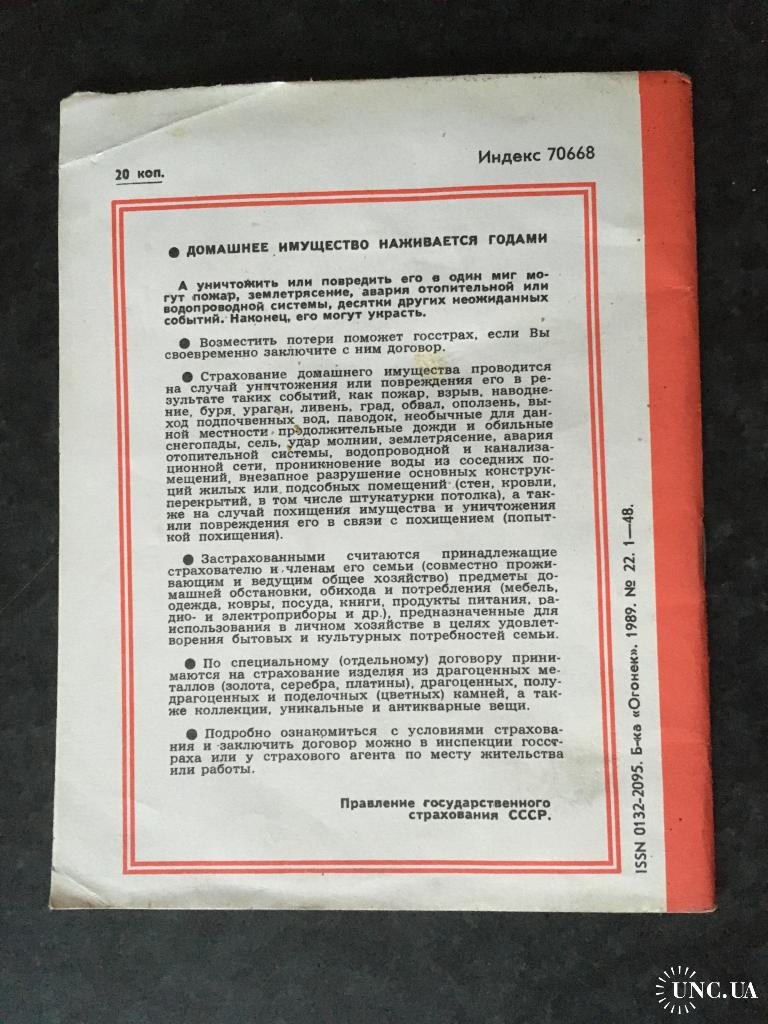 20 коп.
Индекс 70668
● ДОМАШНЕЕ ИМУЩЕСТВО НАЖИВАЕТСЯ ГОДАМИ
А уничтожить или повредить его в один миг мо-
гут пожар, землетрясение, авария отопительной или
водопроводной системы, десятки других неожиданных
событий. Наконец, его могут украсть.
● Возместить потери поможет госстрах, если Вы
своевременно заключите с ним договор.
● Страхование домашнего имущества проводится
на случай уничтожения или повреждения его в ре-
зультате таких событий, как пожар, взрыв, наводне-
ние, буря, ураган, ливень, град, обвал, оползень, вы-
ход подпочвенных вод, паводок, необычные для дан-
ной местности продолжительные дожди и обильные
снегопады, сель, удар молнии, землетрясение, авария
отопительной системы, водопроводной и канализа-
ционной сети, проникновение воды из соседних по-
мещений, внезапное разрушение основных конструк-
ций жилых или подсобных помещений (стен, кровли,
перекрытий, в том числе штукатурки потолка), а так-
же на случай похищения имущества и уничтожения
или повреждения его в связи с похищением (попыт-
кой похищения).
● Застрахованными считаются принадлежащие
страхователю и членам его семьи (совместно прожи-
вающим и ведущим общее хозяйство) предметы до-
машней обстановки, обихода и потребления (мебель,
одежда, ковры, посуда, книги, продукты питания, ра-
дио- и электроприборы и др.), предназначенные для
использования в личном хозяйстве в целях удовлет-
ворения бытовых и культурных потребностей семьи.
● По специальному (отдельному) договору прини-
маются на страхование изделия из драгоценных ме-
таллов (золота, серебра, платины), драгоценных, полу-
драгоценных и поделочных (цветных) камней, а так-
же коллекции, уникальные и антикварные вещи.
● Подробно ознакомиться с условиями страхова-
ния и заключить договор можно в инспекции госст-
раха или у страхового агента по месту жительства
или работы.
Правление государственного
страхования СССР.
ISSN 0132-2095. Б-ка «Огонек». 1989. № 22. 1—48.
UNC.UA